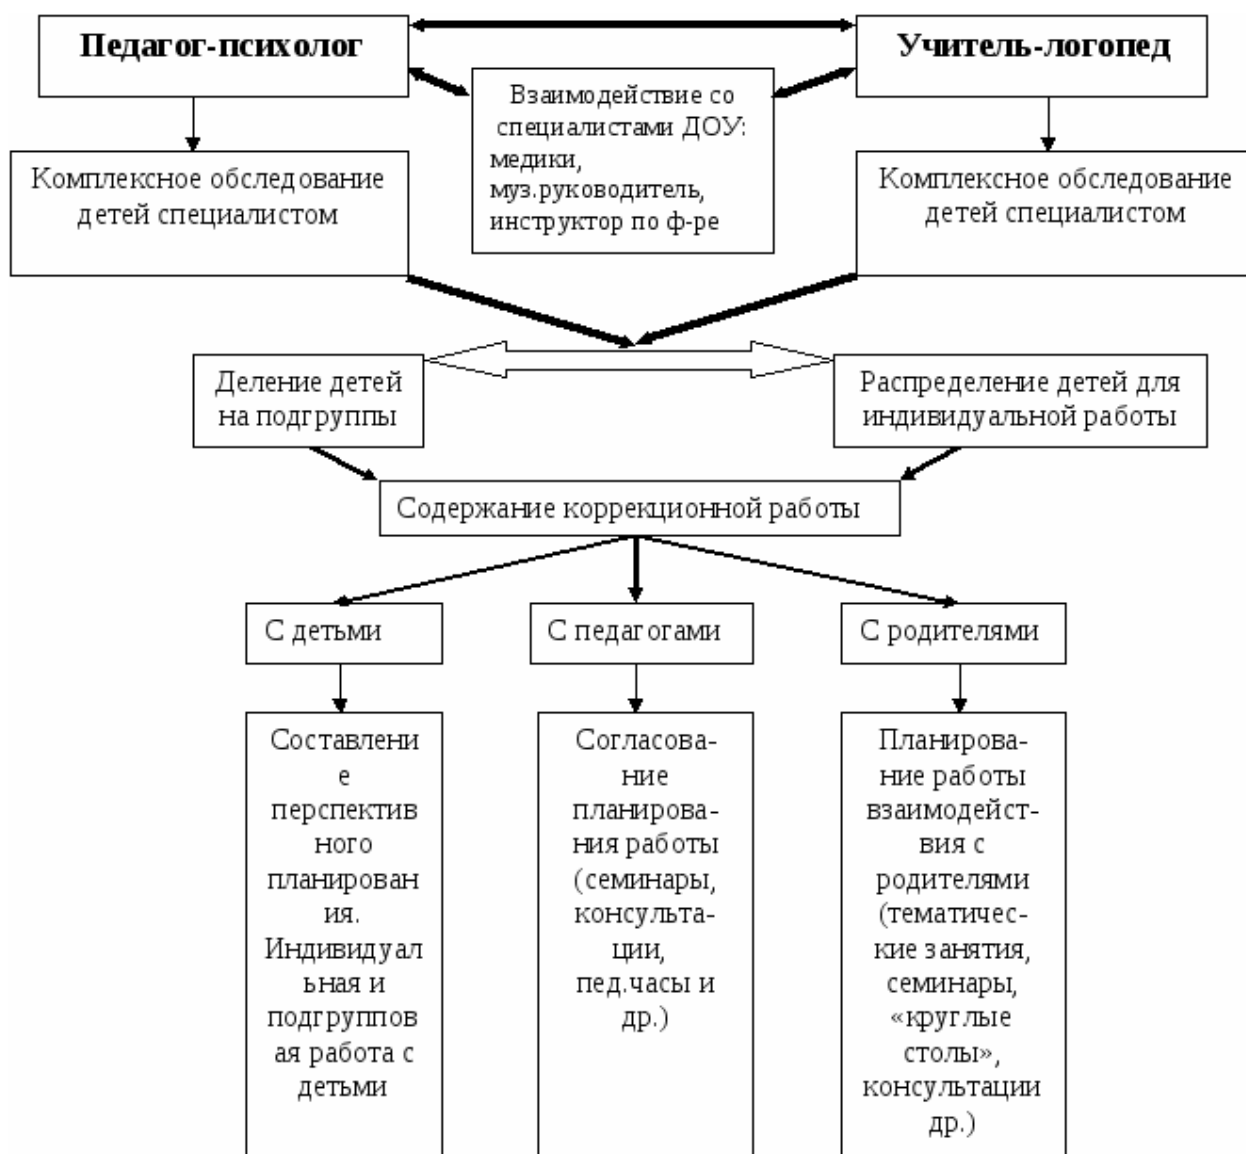 Педагог-психолог
Учитель-логопед
Взаимодействие со
специалистами ДОУ:
медики,
муз.руководитель,
инструктор по ф-ре
Комплексное обследование
детей специалистом
Комплексное обследование
детей специалистом
Деление детей
на подгруппы
Распределение детей для
индивидуальной работы
Содержание коррекционной работы
С детьми
С педагогами
С родителями
Составлени
е
перспектив
ного
планирован
ия.
Индивидуал
ьная и
подгруппов
ая работа с
детьми
Согласова-
ние
планирова-
ния работы
(семинары,
консульта-
ции,
пед.часы и
др.)
Планирова-
ние работы
взаимодейст-
вия с
родителями
(тематичес-
кие занятия,
семинары,
«круглые
столы»,
консультации
др.)